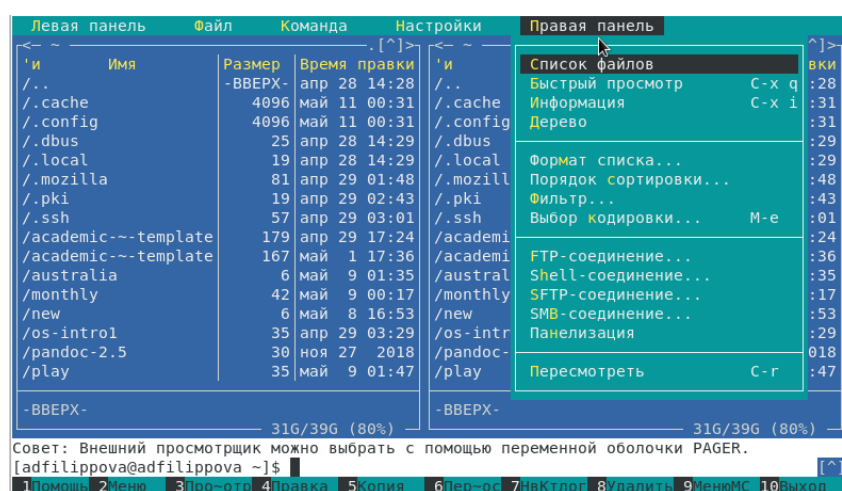 Левая панель Файл Команда Настройки Правая панель
<— ~ .[^]> <— ~ ^]>
'и Имя Размер Время правки 'и вки
/.. -ВВЕРХ- апр 28 14:28 /.. :28
/.cache 4096 май 11 00:31 /.cache :31
/.config 4096 май 11 00:31 /.config :31
/.dbus 25 апр 28 14:29 /.dbus :29
/.local 19 апр 28 14:29 /.local :29
/.mozilla 81 апр 29 01:48 /.mozill :48
/.pki 19 апр 29 02:43 /.pki :43
/.ssh 57 апр 29 03:01 /.ssh :01
/academic-~-template 179 апр 29 17:24 /academi :24
/academic-~-template 167 май 1 17:36 /academi :36
/australia 6 май 9 01:35 /austral :35
/monthly 42 май 9 00:17 /monthly :17
/new 6 май 8 16:53 /new :53
/os-intro1 35 апр 29 03:29 /os-intr :29
/pandoc-2.5 30 ноя 27 2018 /pandoc- 018
/play 35 май 9 01:47 /play :47
-ВВЕРХ- -ВВЕРХ-
31G/39G (80%) 31G/39G (80%)
Список файлов
Быстрый просмотр C-x q
Информация C-x i
Дерево
Формат списка...
Порядок сортировки...
Фильтр...
Выбор кодировки... M-e
FTP-соединение...
Shell-соединение...
SFTP-соединение...
SMB-соединение...
Панелизация
Пересмотреть C-r
Совет: Внешний просмотрщик можно выбрать с помощью переменной оболочки PAGER.
[adfilippova@adfilippova ~]$ [^]
1Помощь 2Меню 3Про~отр 4Правка 5Копия 6Пер~ос 7НвКтлог 8Удалить 9МенюМС 10Выход